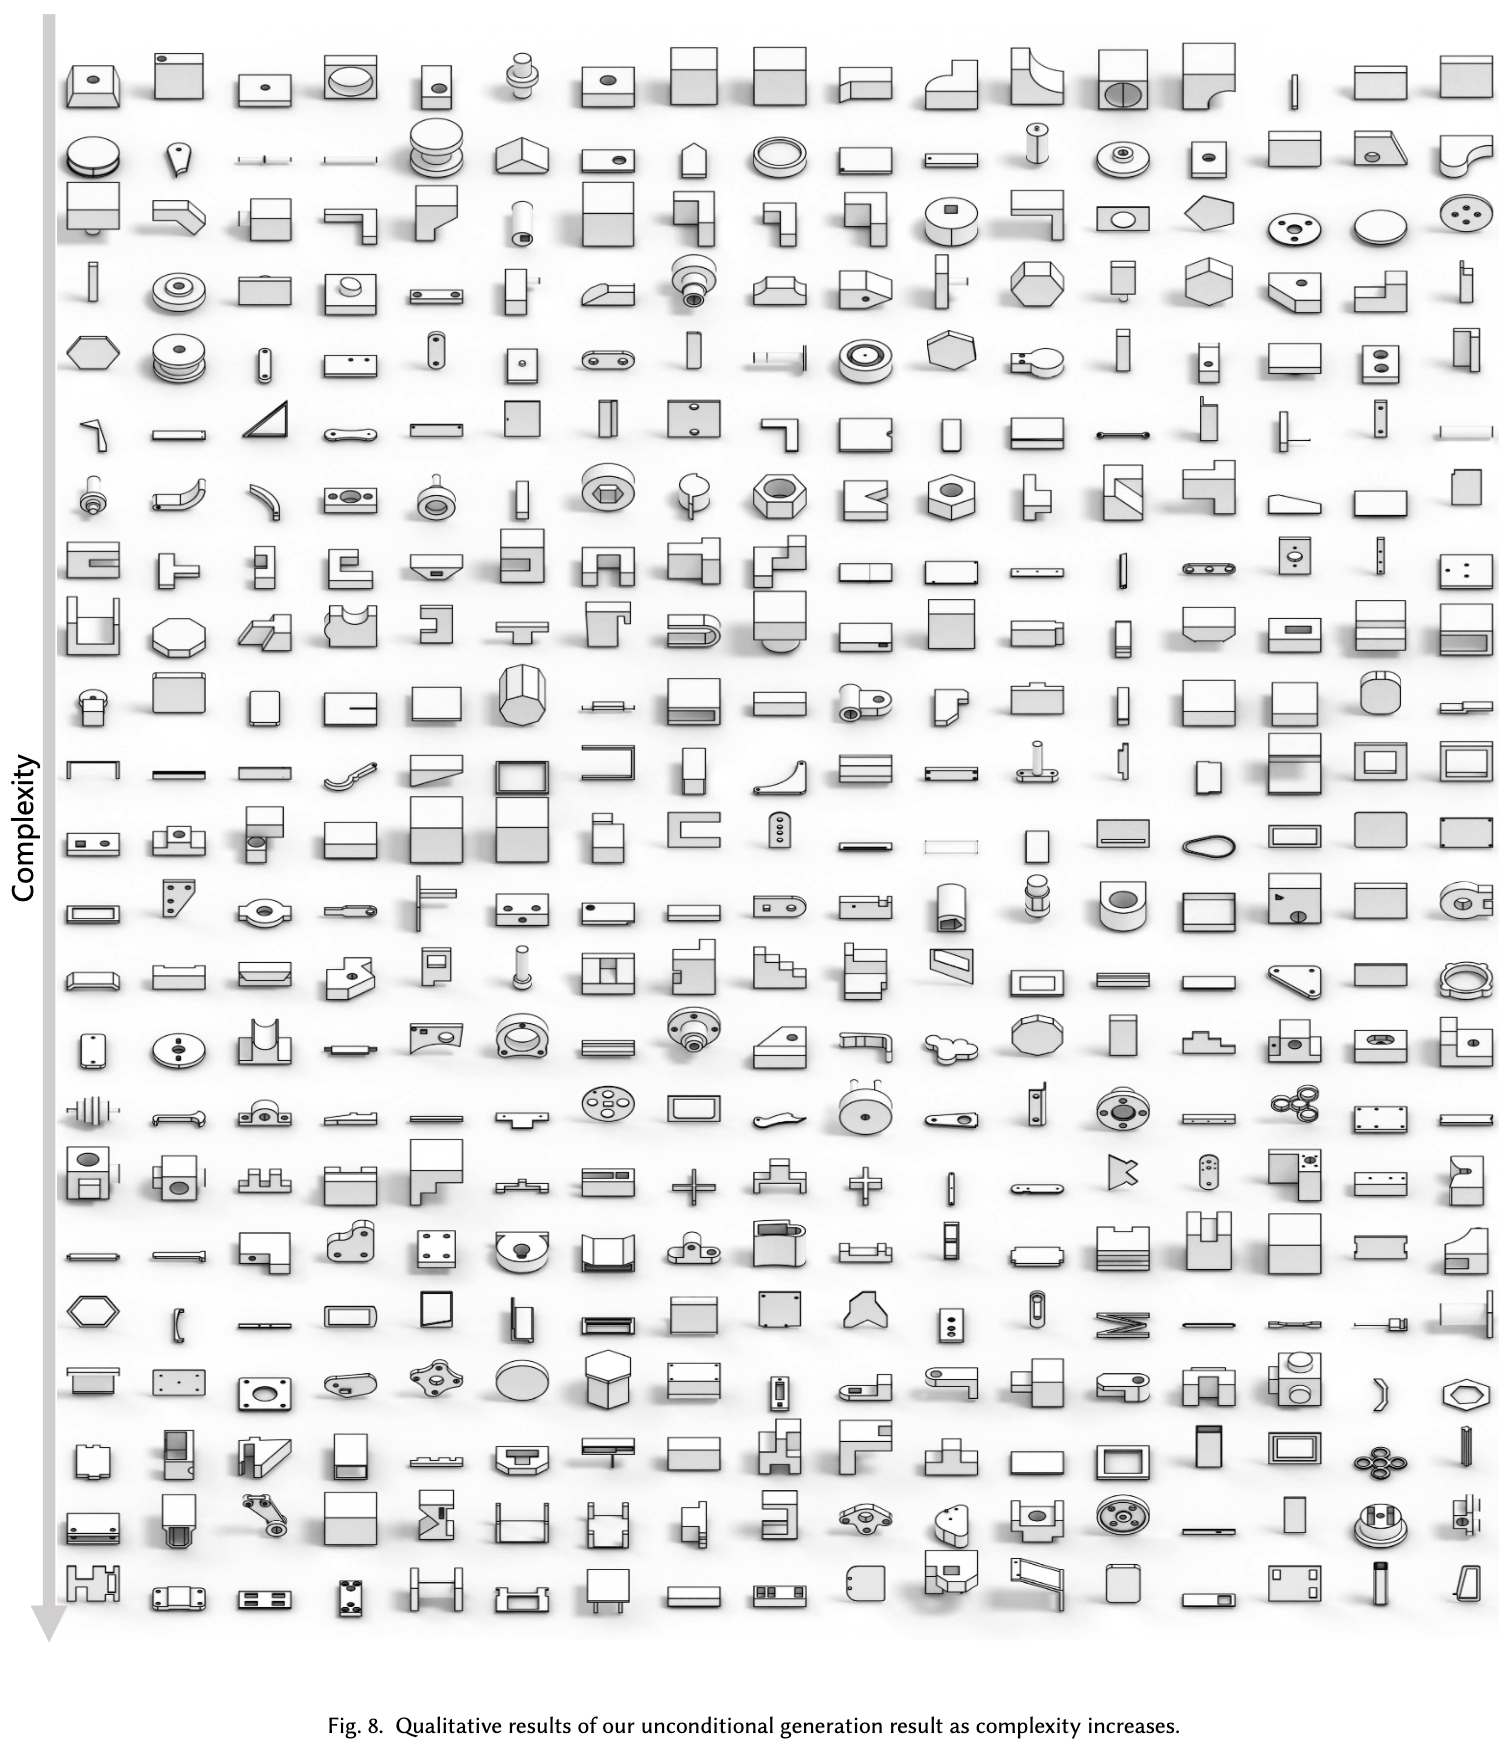 Complexity
Fig. 8. Qualitative results of our unconditional generation result as complexity increases.